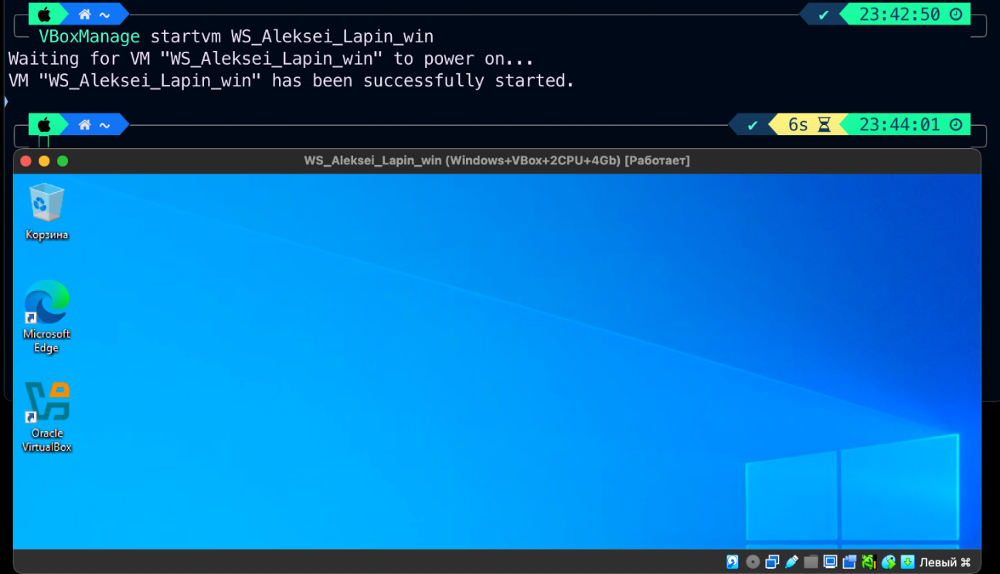 ~ ✔ 23:42:50
VBoxManage startvm WS_Aleksei_Lapin_win
Waiting for VM "WS_Aleksei_Lapin_win" to power on...
VM "WS_Aleksei_Lapin_win" has been successfully started.
~ ✔ 6s 23:44:01
WS_Aleksei_Lapin_win (Windows+VBox+2CPU+4Gb) [Работает]
Корзина
Microsoft
Edge
Oracle
VirtualBox
Левый ⌘